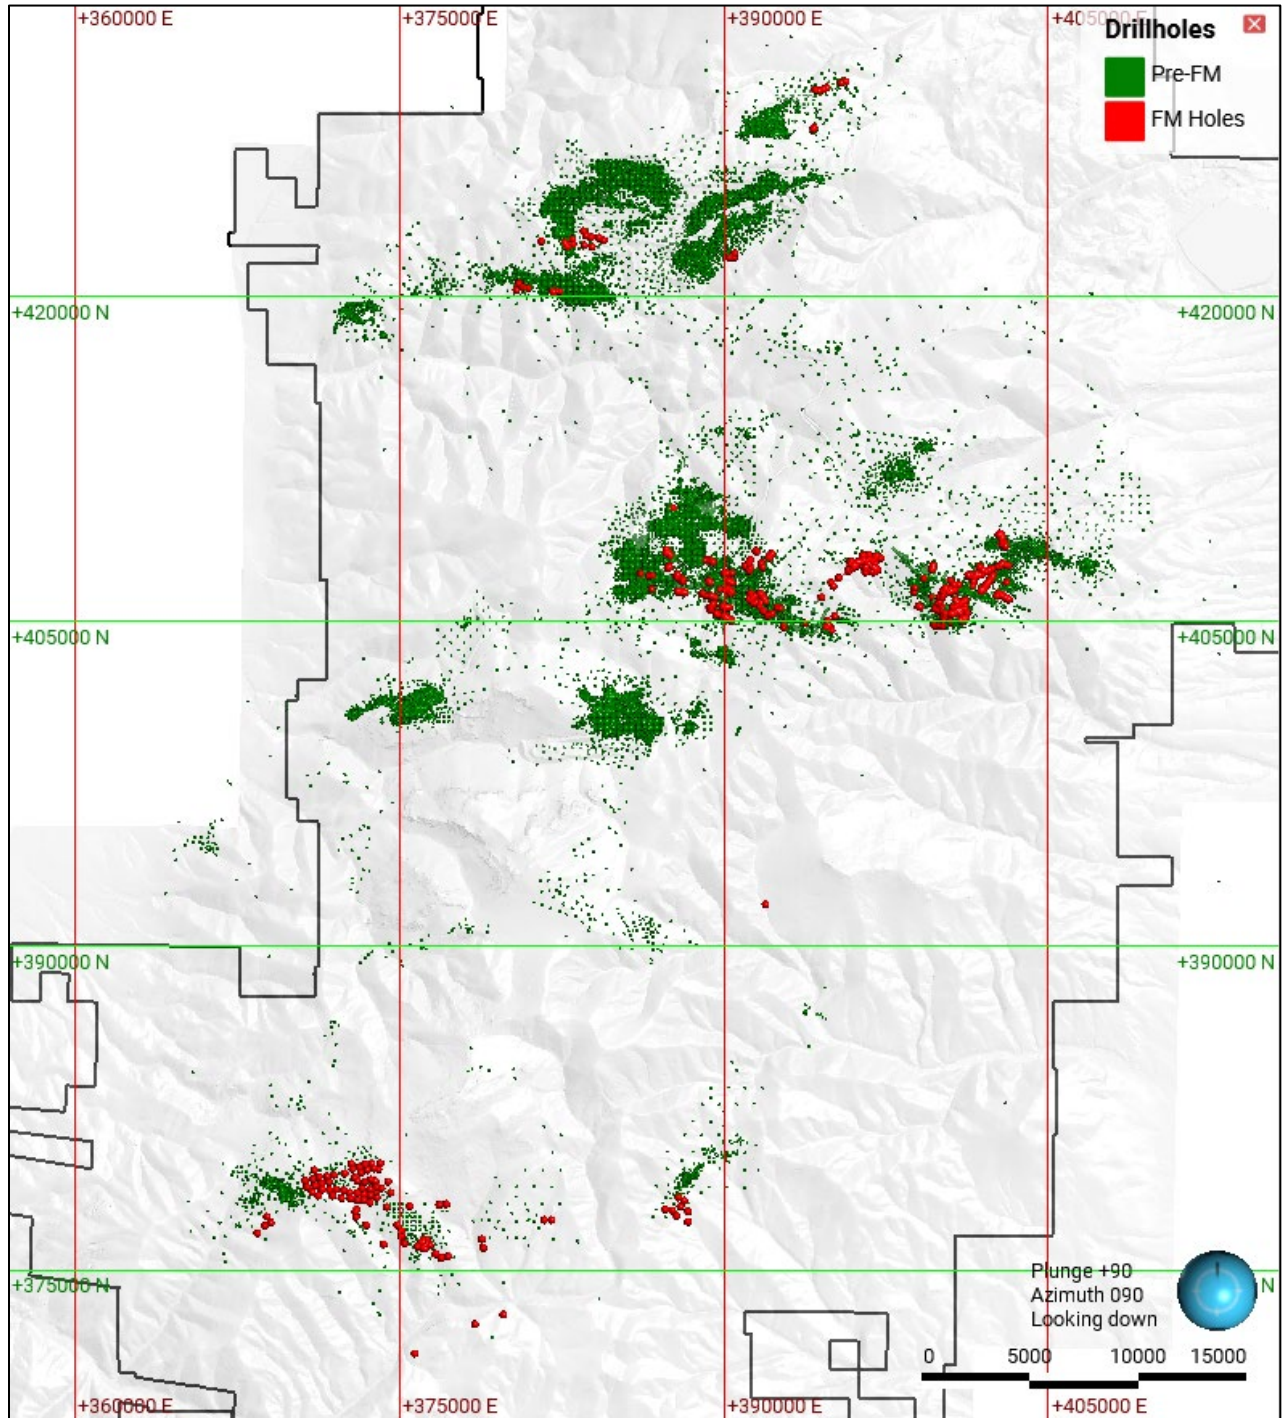 +360000 E
+375000 E
+390000 E
+405000 E
Drillholes
Pre-FM
FM Holes
+420000 N
+420000 N
+405000 N
+405000 N
+390000 N
+390000 N
+375000 N
N
Plunge +90
Azimuth 090
Looking down
0 5000 10000 15000
+360000 E
+375000 E
+390000 E
+405000 E